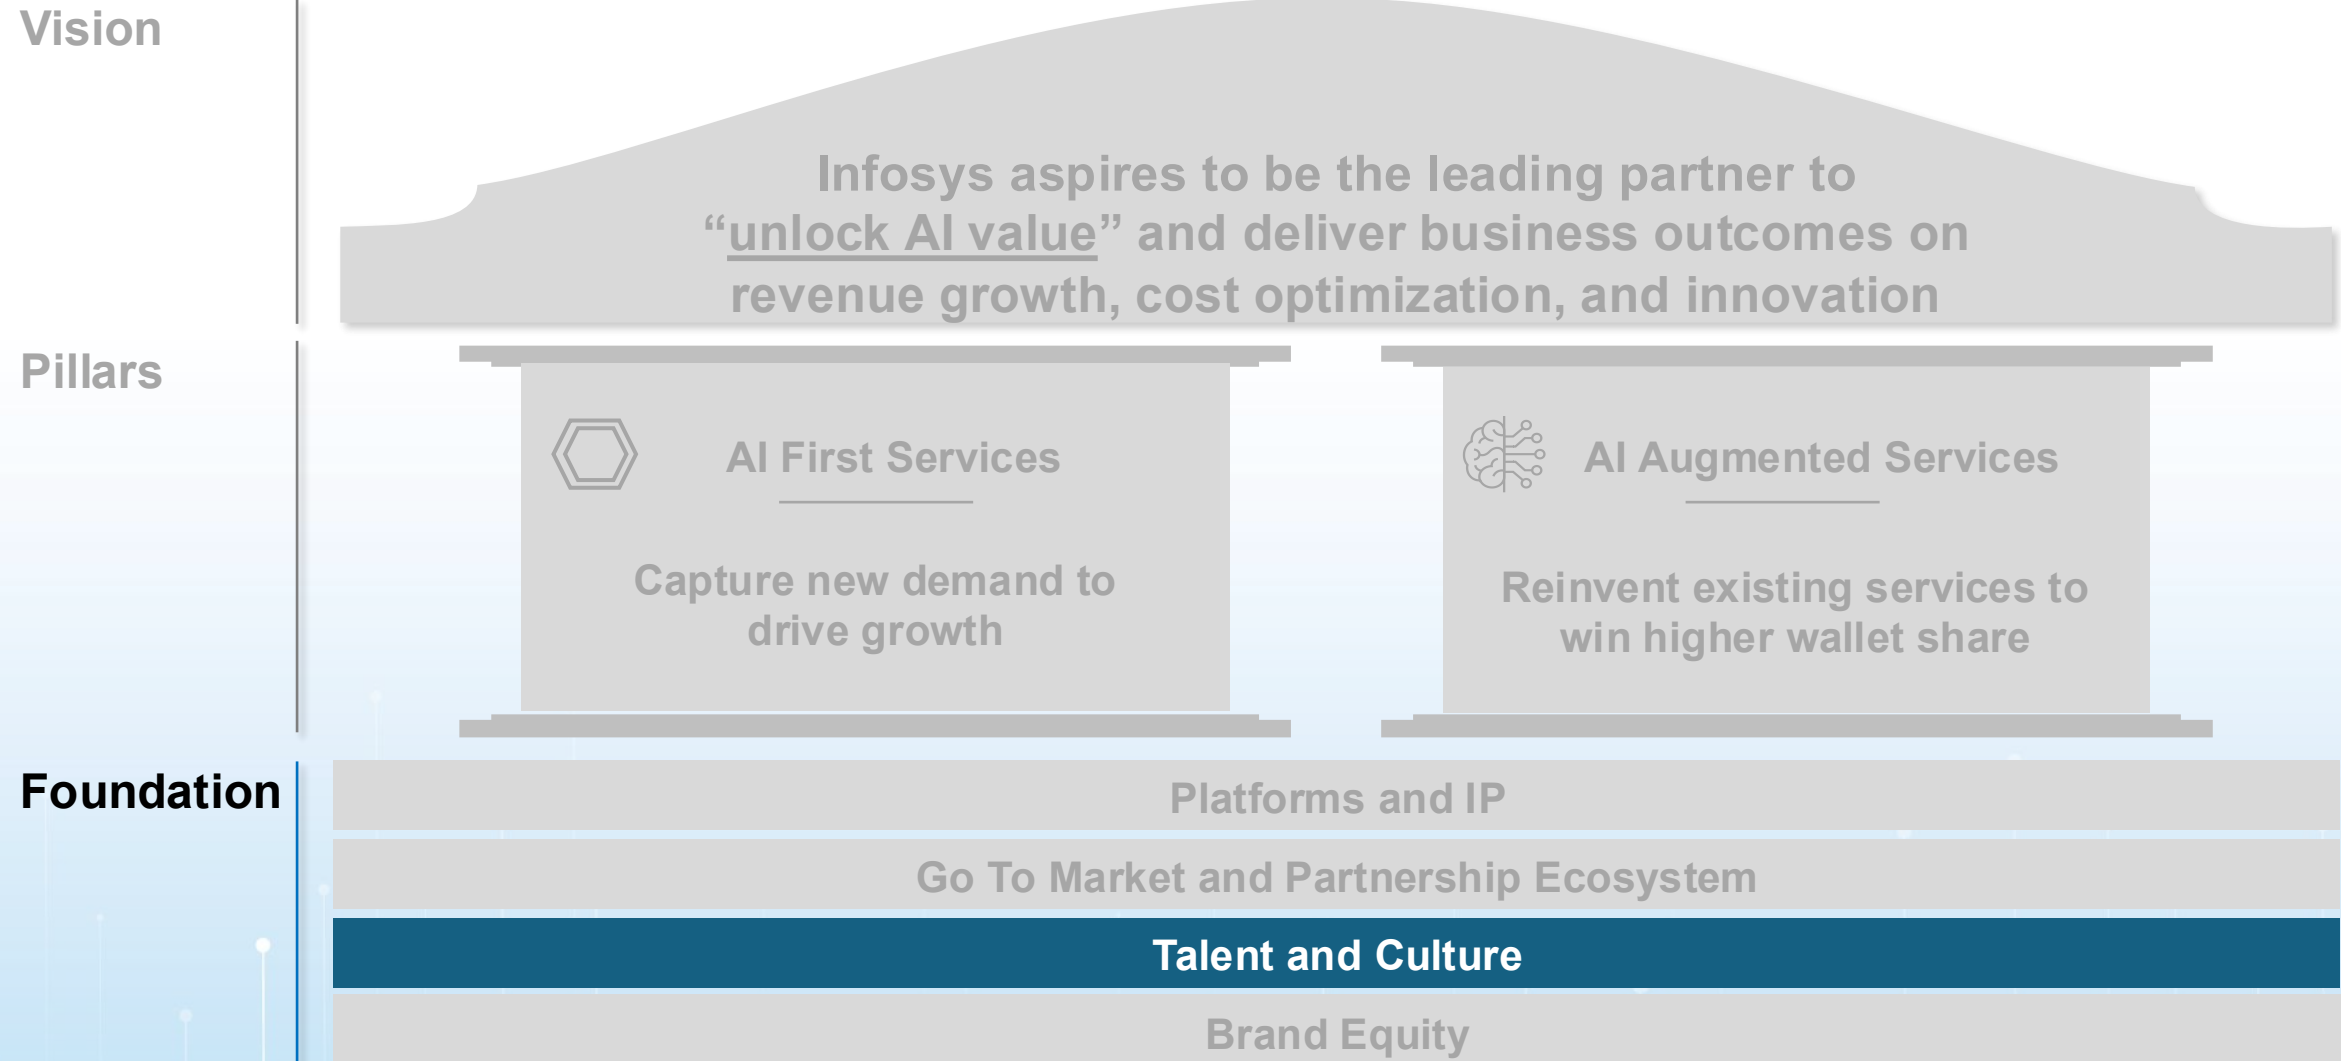 Vision
Infosys aspires to be the leading partner to
“unlock AI value” and deliver business outcomes on
revenue growth, cost optimization, and innovation
Pillars
AI First Services
Capture new demand to
drive growth
AI Augmented Services
Reinvent existing services to
win higher wallet share
Foundation
Platforms and IP
Go To Market and Partnership Ecosystem
Talent and Culture
Brand Equity